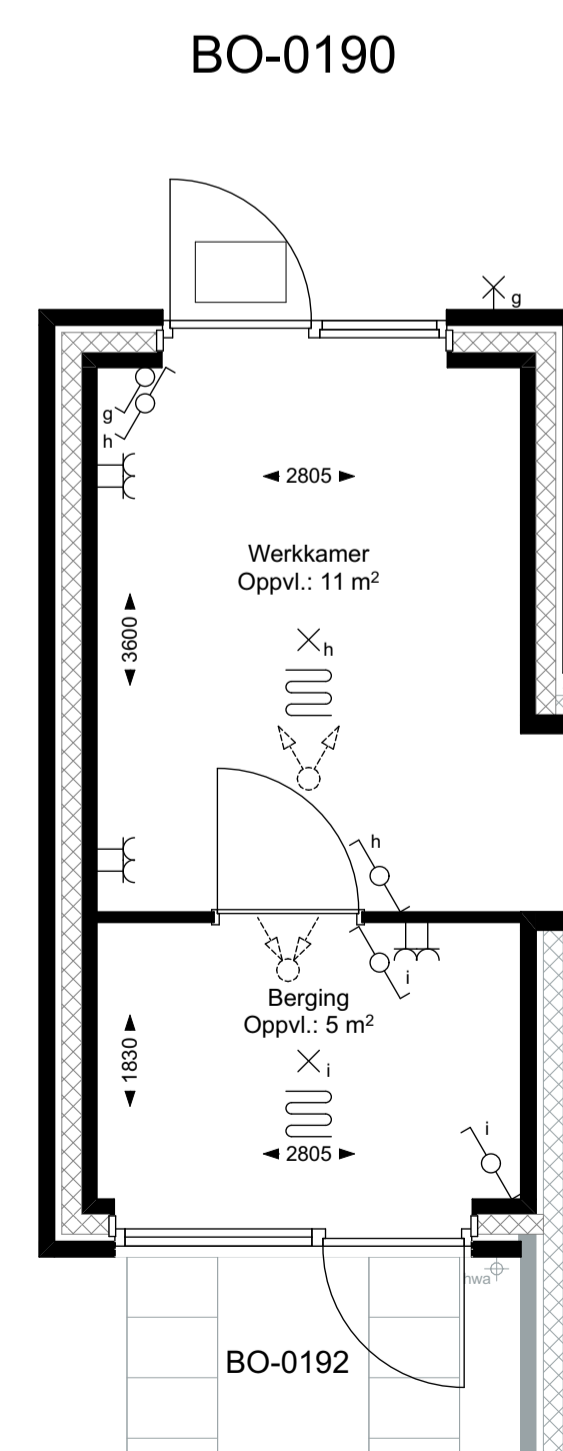 BO-0190
g
g
h
2805
Werkkamer
Oppvl.: 11 m²
3600
h
h
i
Berging
Oppvl.: 5 m²
1830
i
2805
i
hwa
BO-0192